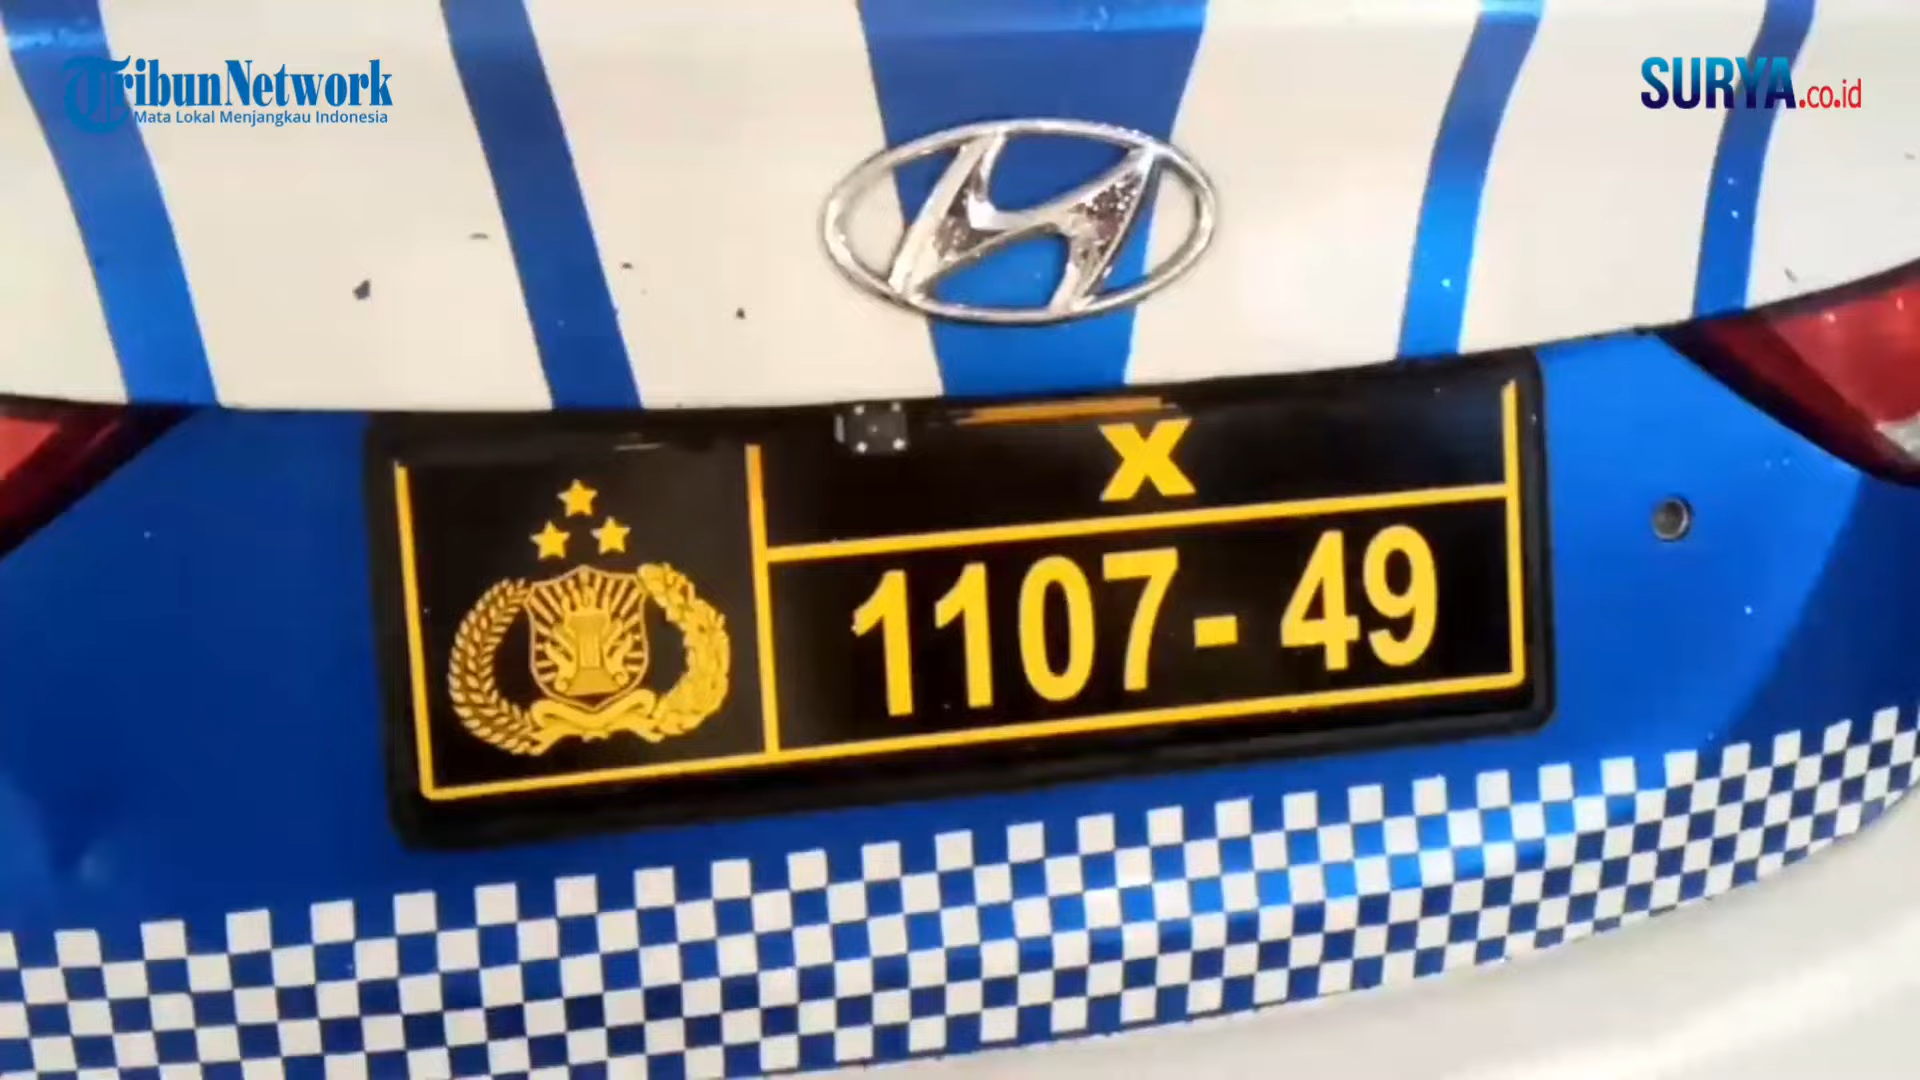 TribunNetwork
Mata Lokal Menjangkau Indonesia
SURYA.co.id
X
1107-49